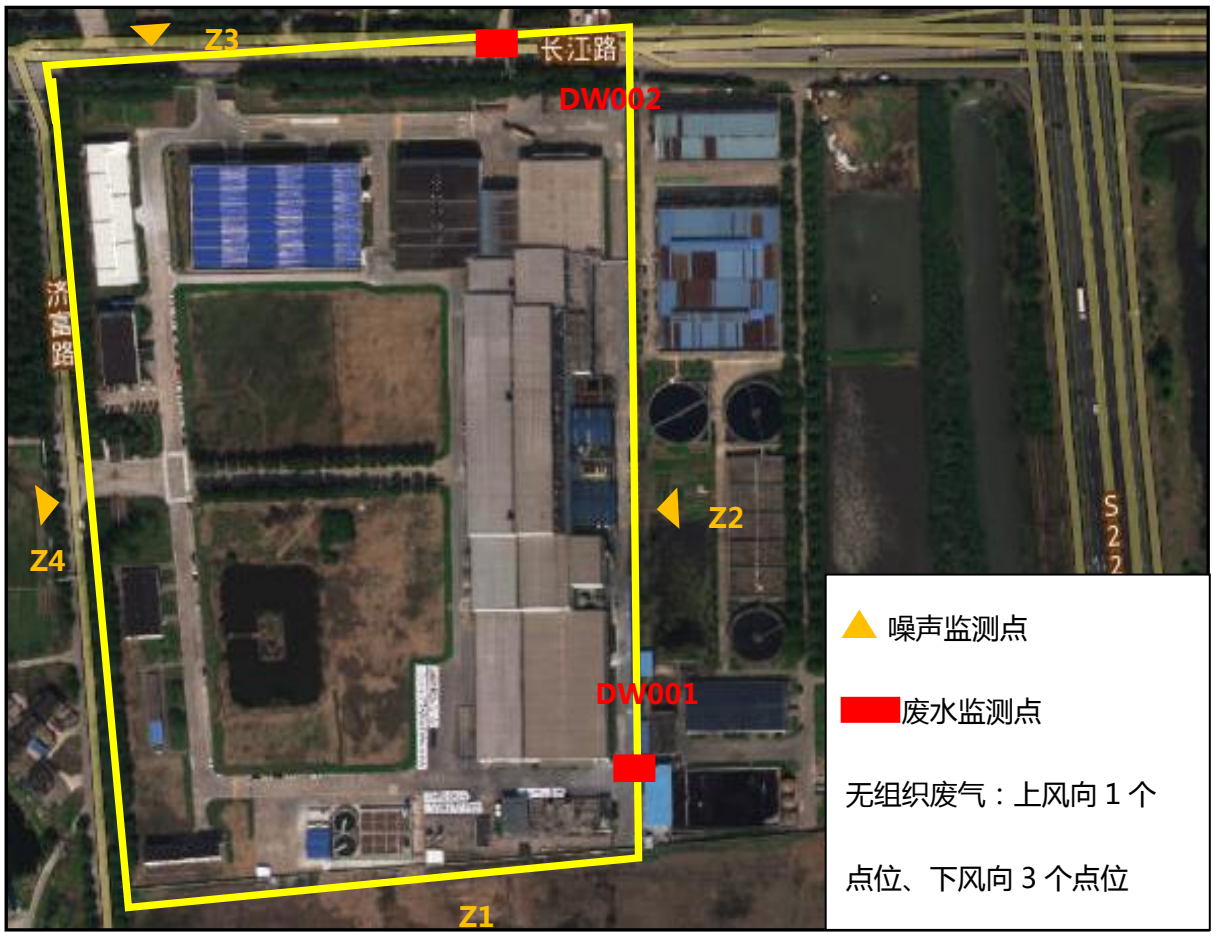 Z3
长江路
DW002
济
路
Z2
Z4
S22
DW001
Z1
噪声监测点
废水监测点
无组织废气：上风向 1 个
点位、下风向 3 个点位